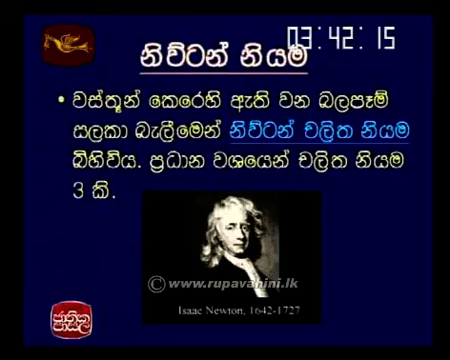 03:42:15
නිව්ටන් නියම
• වස්තූන් කෙරෙහි ඇති වන බලපෑම්
සලකා බැලීමෙන් නිව්ටන් චලිත නියම
බිහිවිය. ප්‍රධාන වශයෙන් චලිත නියම
3 කි.
© www.rupavahini.lk
Isaac Newton, 1642-1727
ජාතික
පාසල